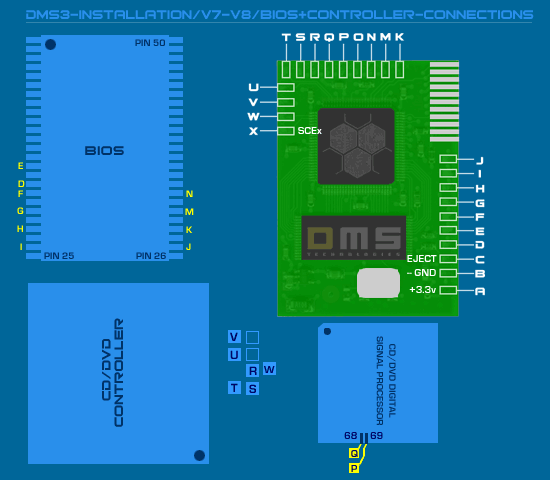 DMS3-INSTALLATION/V7-V8/BIOS+CONTROLLER-CONNECTIONS
PIN 50
BIOS
E
D
F
G
H
I
N
M
K
J
PIN 25
PIN 26
T S R Q P O N M K
U
V
W
X
SCEx
J
I
H
G
F
E
D
EJECT C
- GND B
+3.3v A
DMS
TECHNOLOGIES
CD/DVD
CONTROLLER
V
U
R W
T S
CD/DVD DIGITAL
SIGNAL PROCESSOR
68 69
Q
P